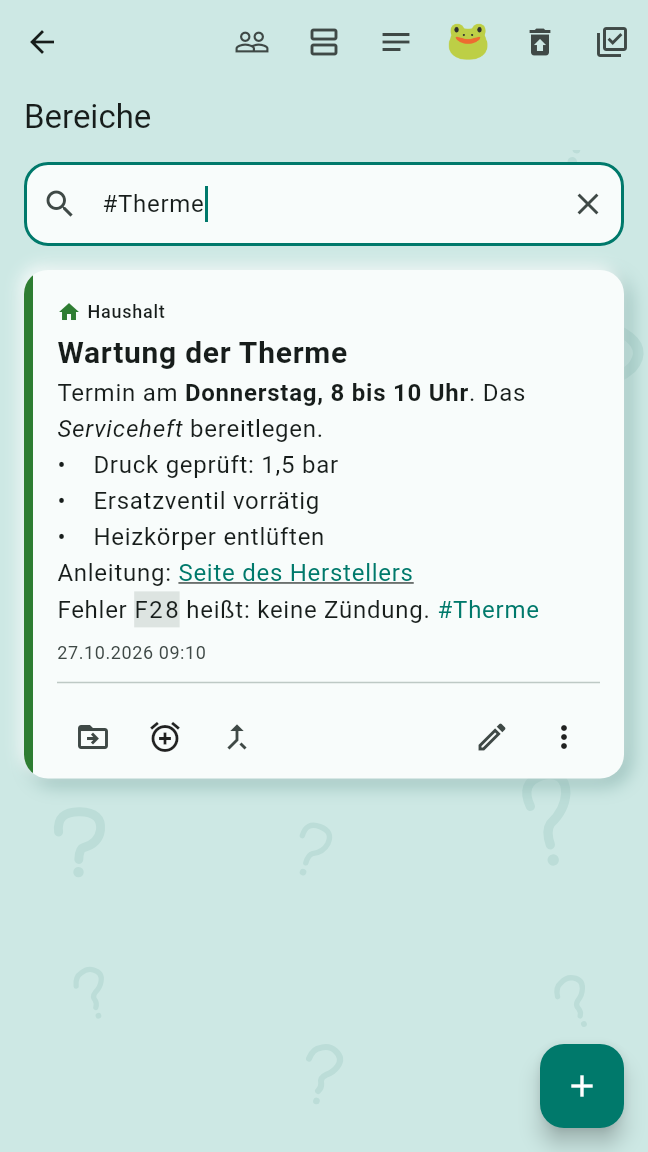 Bereiche
#Therme
Haushalt
Wartung der Therme
Termin am Donnerstag, 8 bis 10 Uhr. Das
Serviceheft bereitlegen.
• Druck geprüft: 1,5 bar
• Ersatzventil vorrätig
• Heizkörper entlüften
Anleitung: Seite des Herstellers
Fehler F28 heißt: keine Zündung. #Therme
27.10.2026 09:10